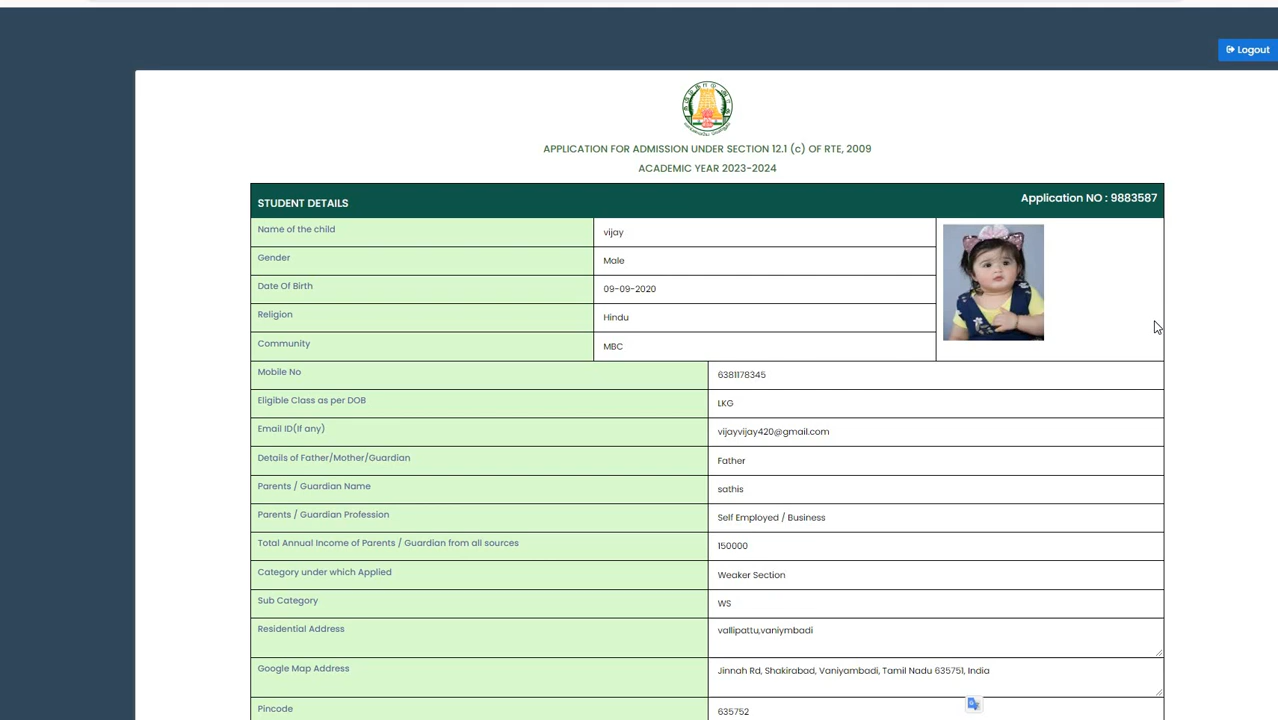 Logout
APPLICATION FOR ADMISSION UNDER SECTION 12.1 (c) OF RTE, 2009
ACADEMIC YEAR 2023-2024
STUDENT DETAILS Application NO : 9883587
Name of the child vijay
Gender Male
Date Of Birth 09-09-2020
Religion Hindu
Community MBC
Mobile No 6381178345
Eligible Class as per DOB LKG
Email ID(If any) vijayvijay420@gmail.com
Details of Father/Mother/Guardian Father
Parents / Guardian Name sathis
Parents / Guardian Profession Self Employed / Business
Total Annual Income of Parents / Guardian from all sources 150000
Category under which Applied Weaker Section
Sub Category WS
Residential Address vallipattu,vaniymbadi
Google Map Address Jinnah Rd, Shakirabad, Vaniyambadi, Tamil Nadu 635751, India
Pincode 635752